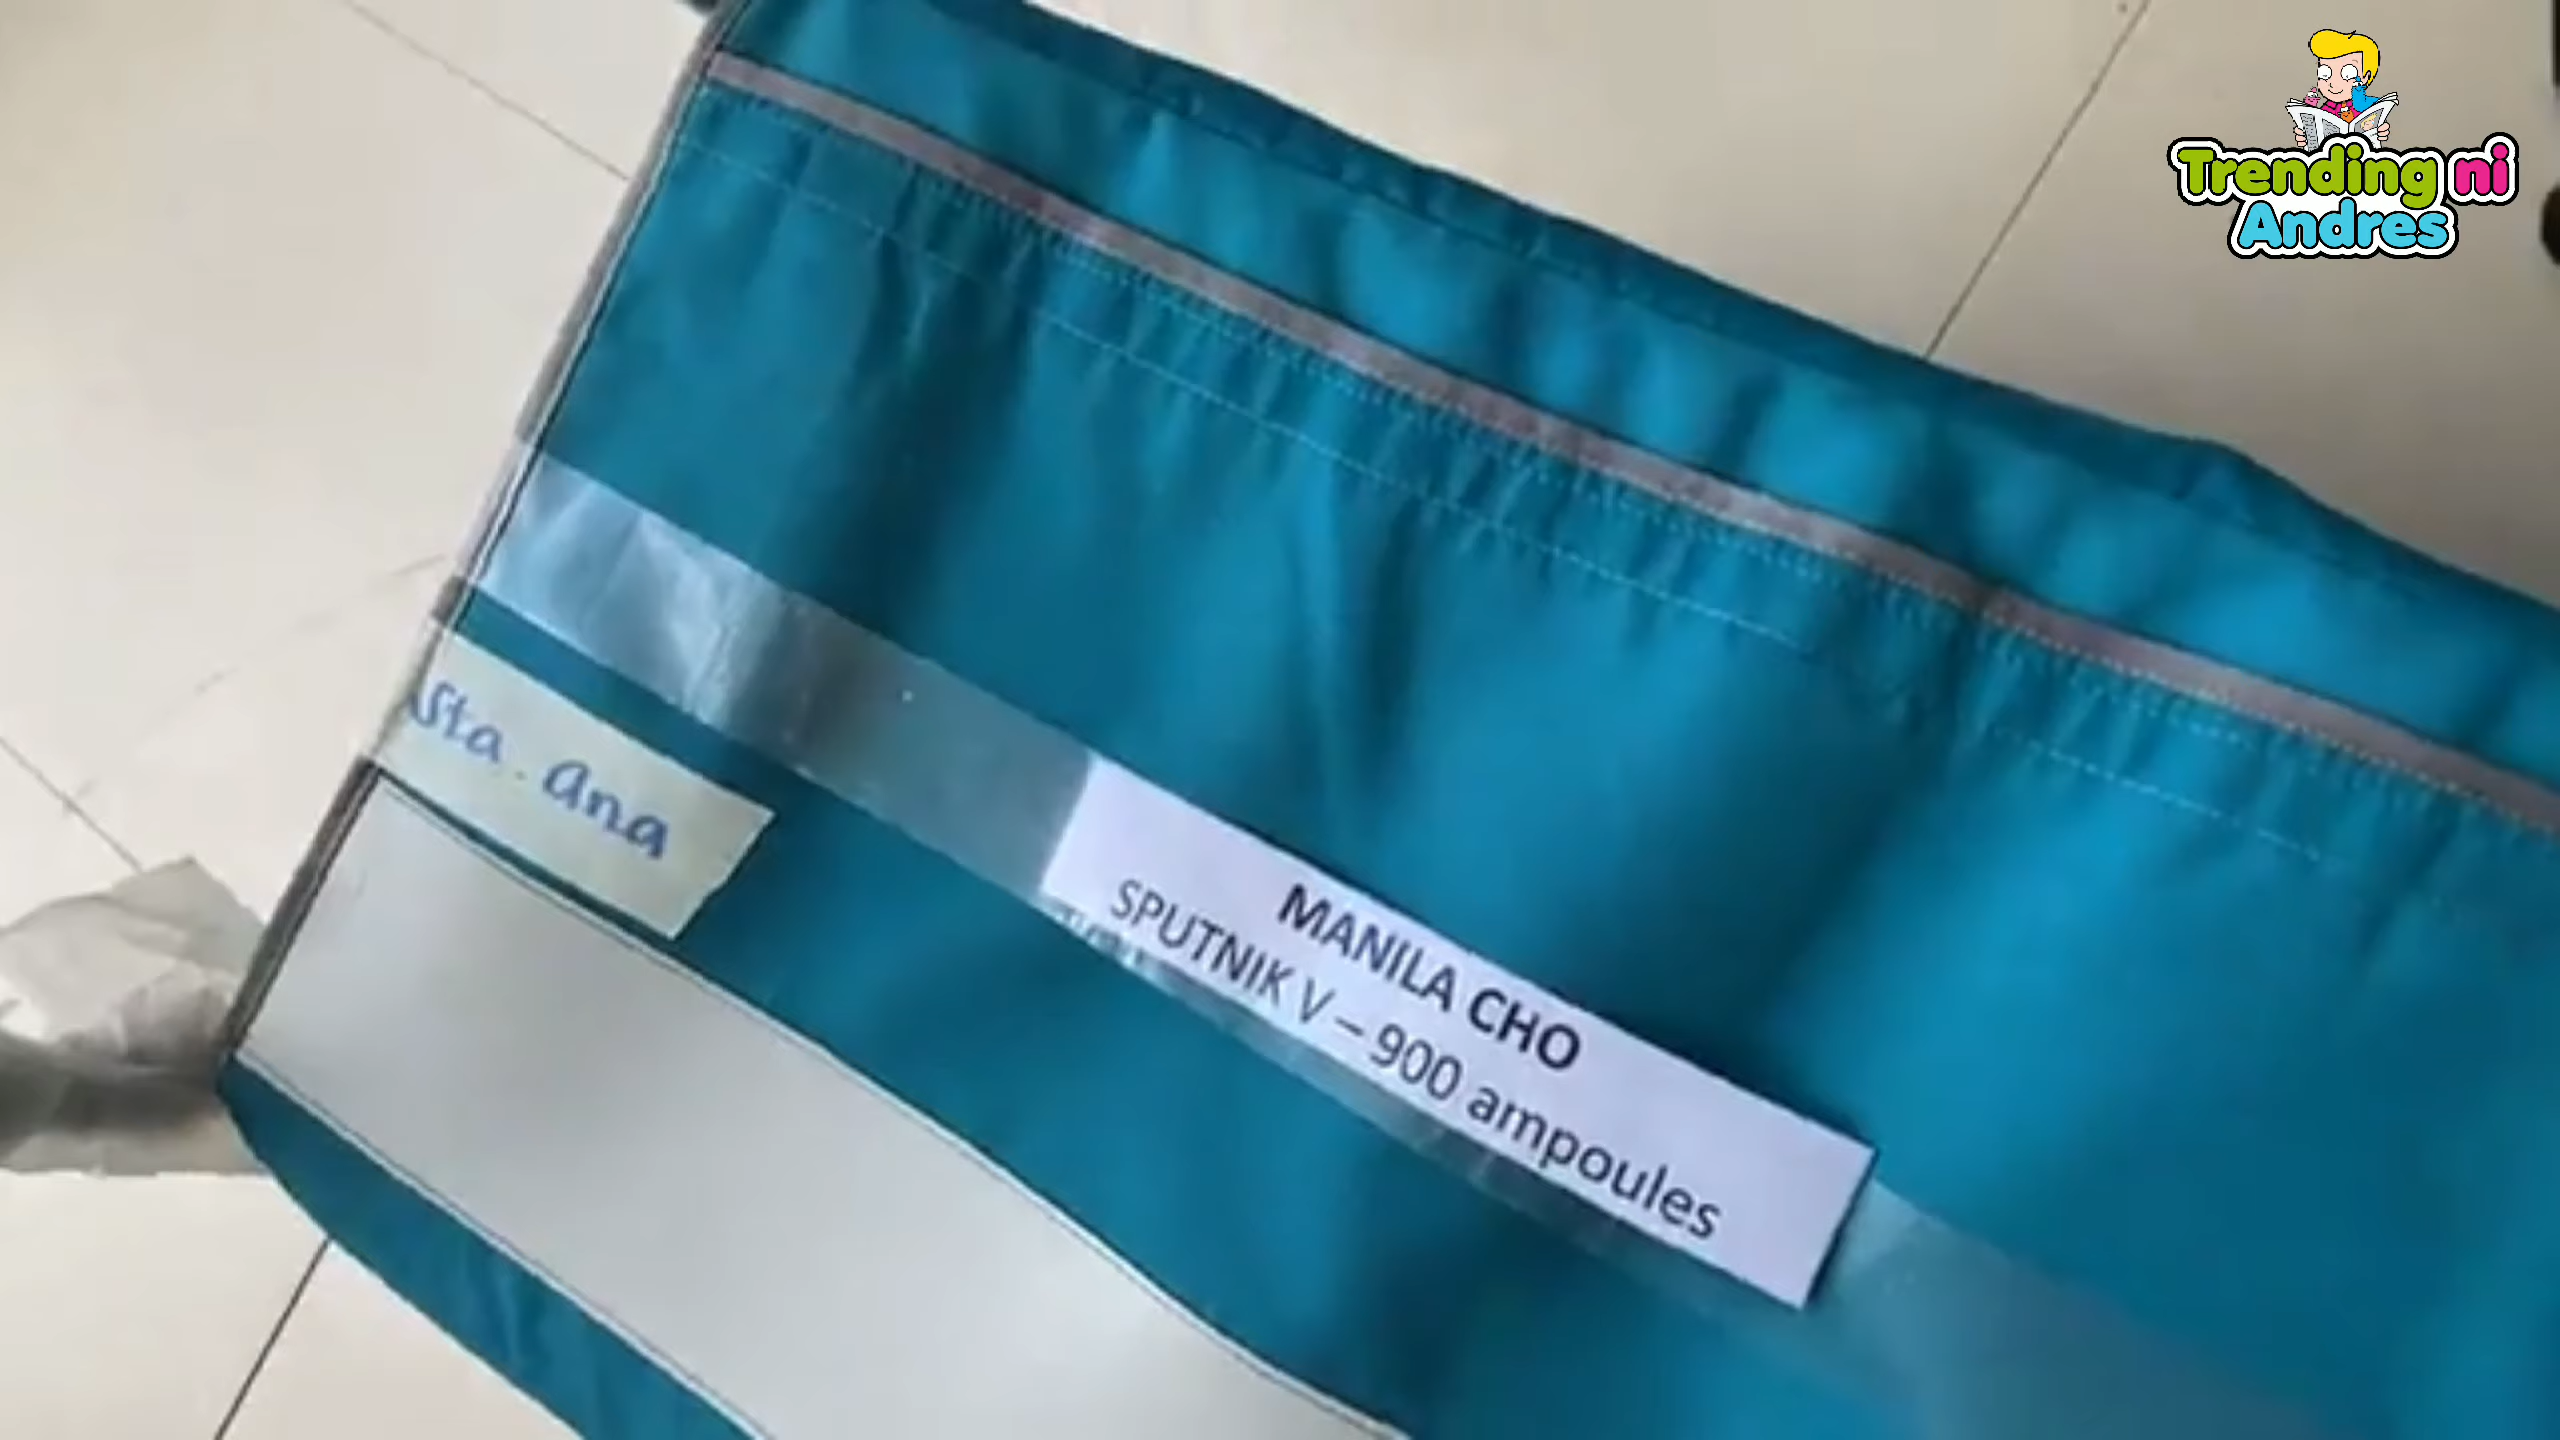 Trending ni
Andres
Sta. Ana
MANILA CHO
SPUTNIK V – 900 ampoules